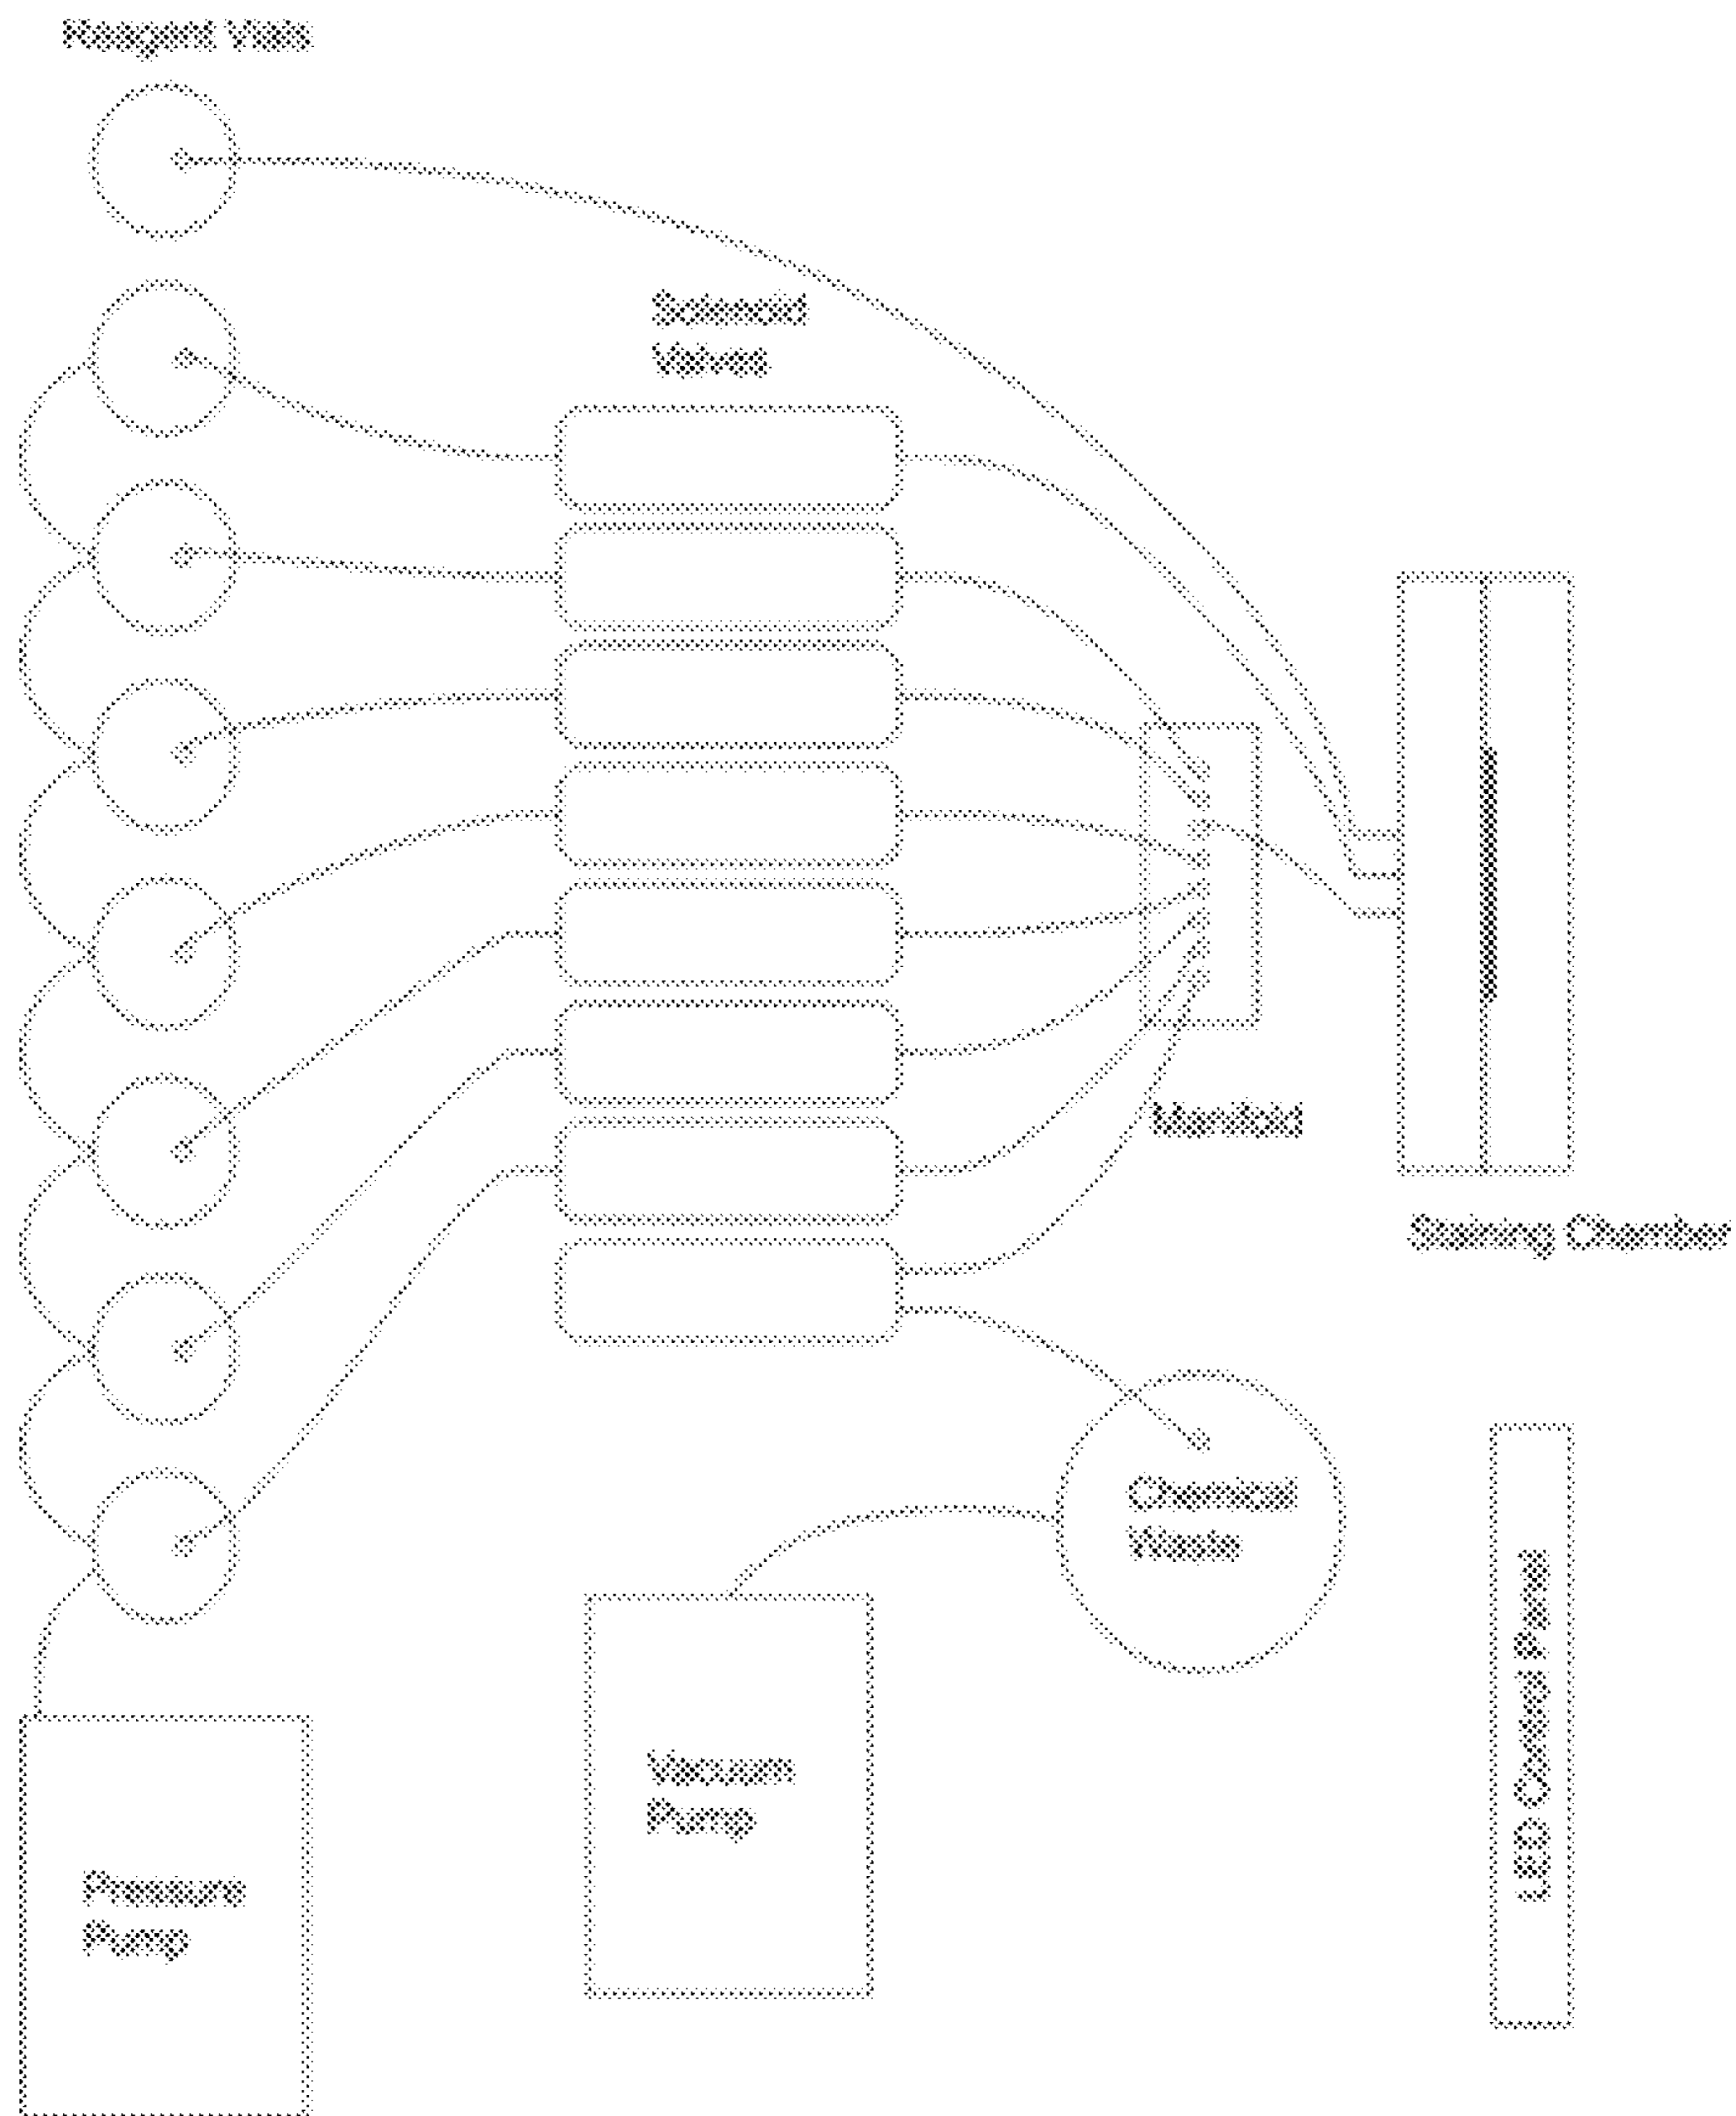 Reagent Vials
Solenoid
Valves
Manifold
Staining Chamber
Chemical
Waste
Vacuum
Pump
Pressure
Pump
LED Control Panel